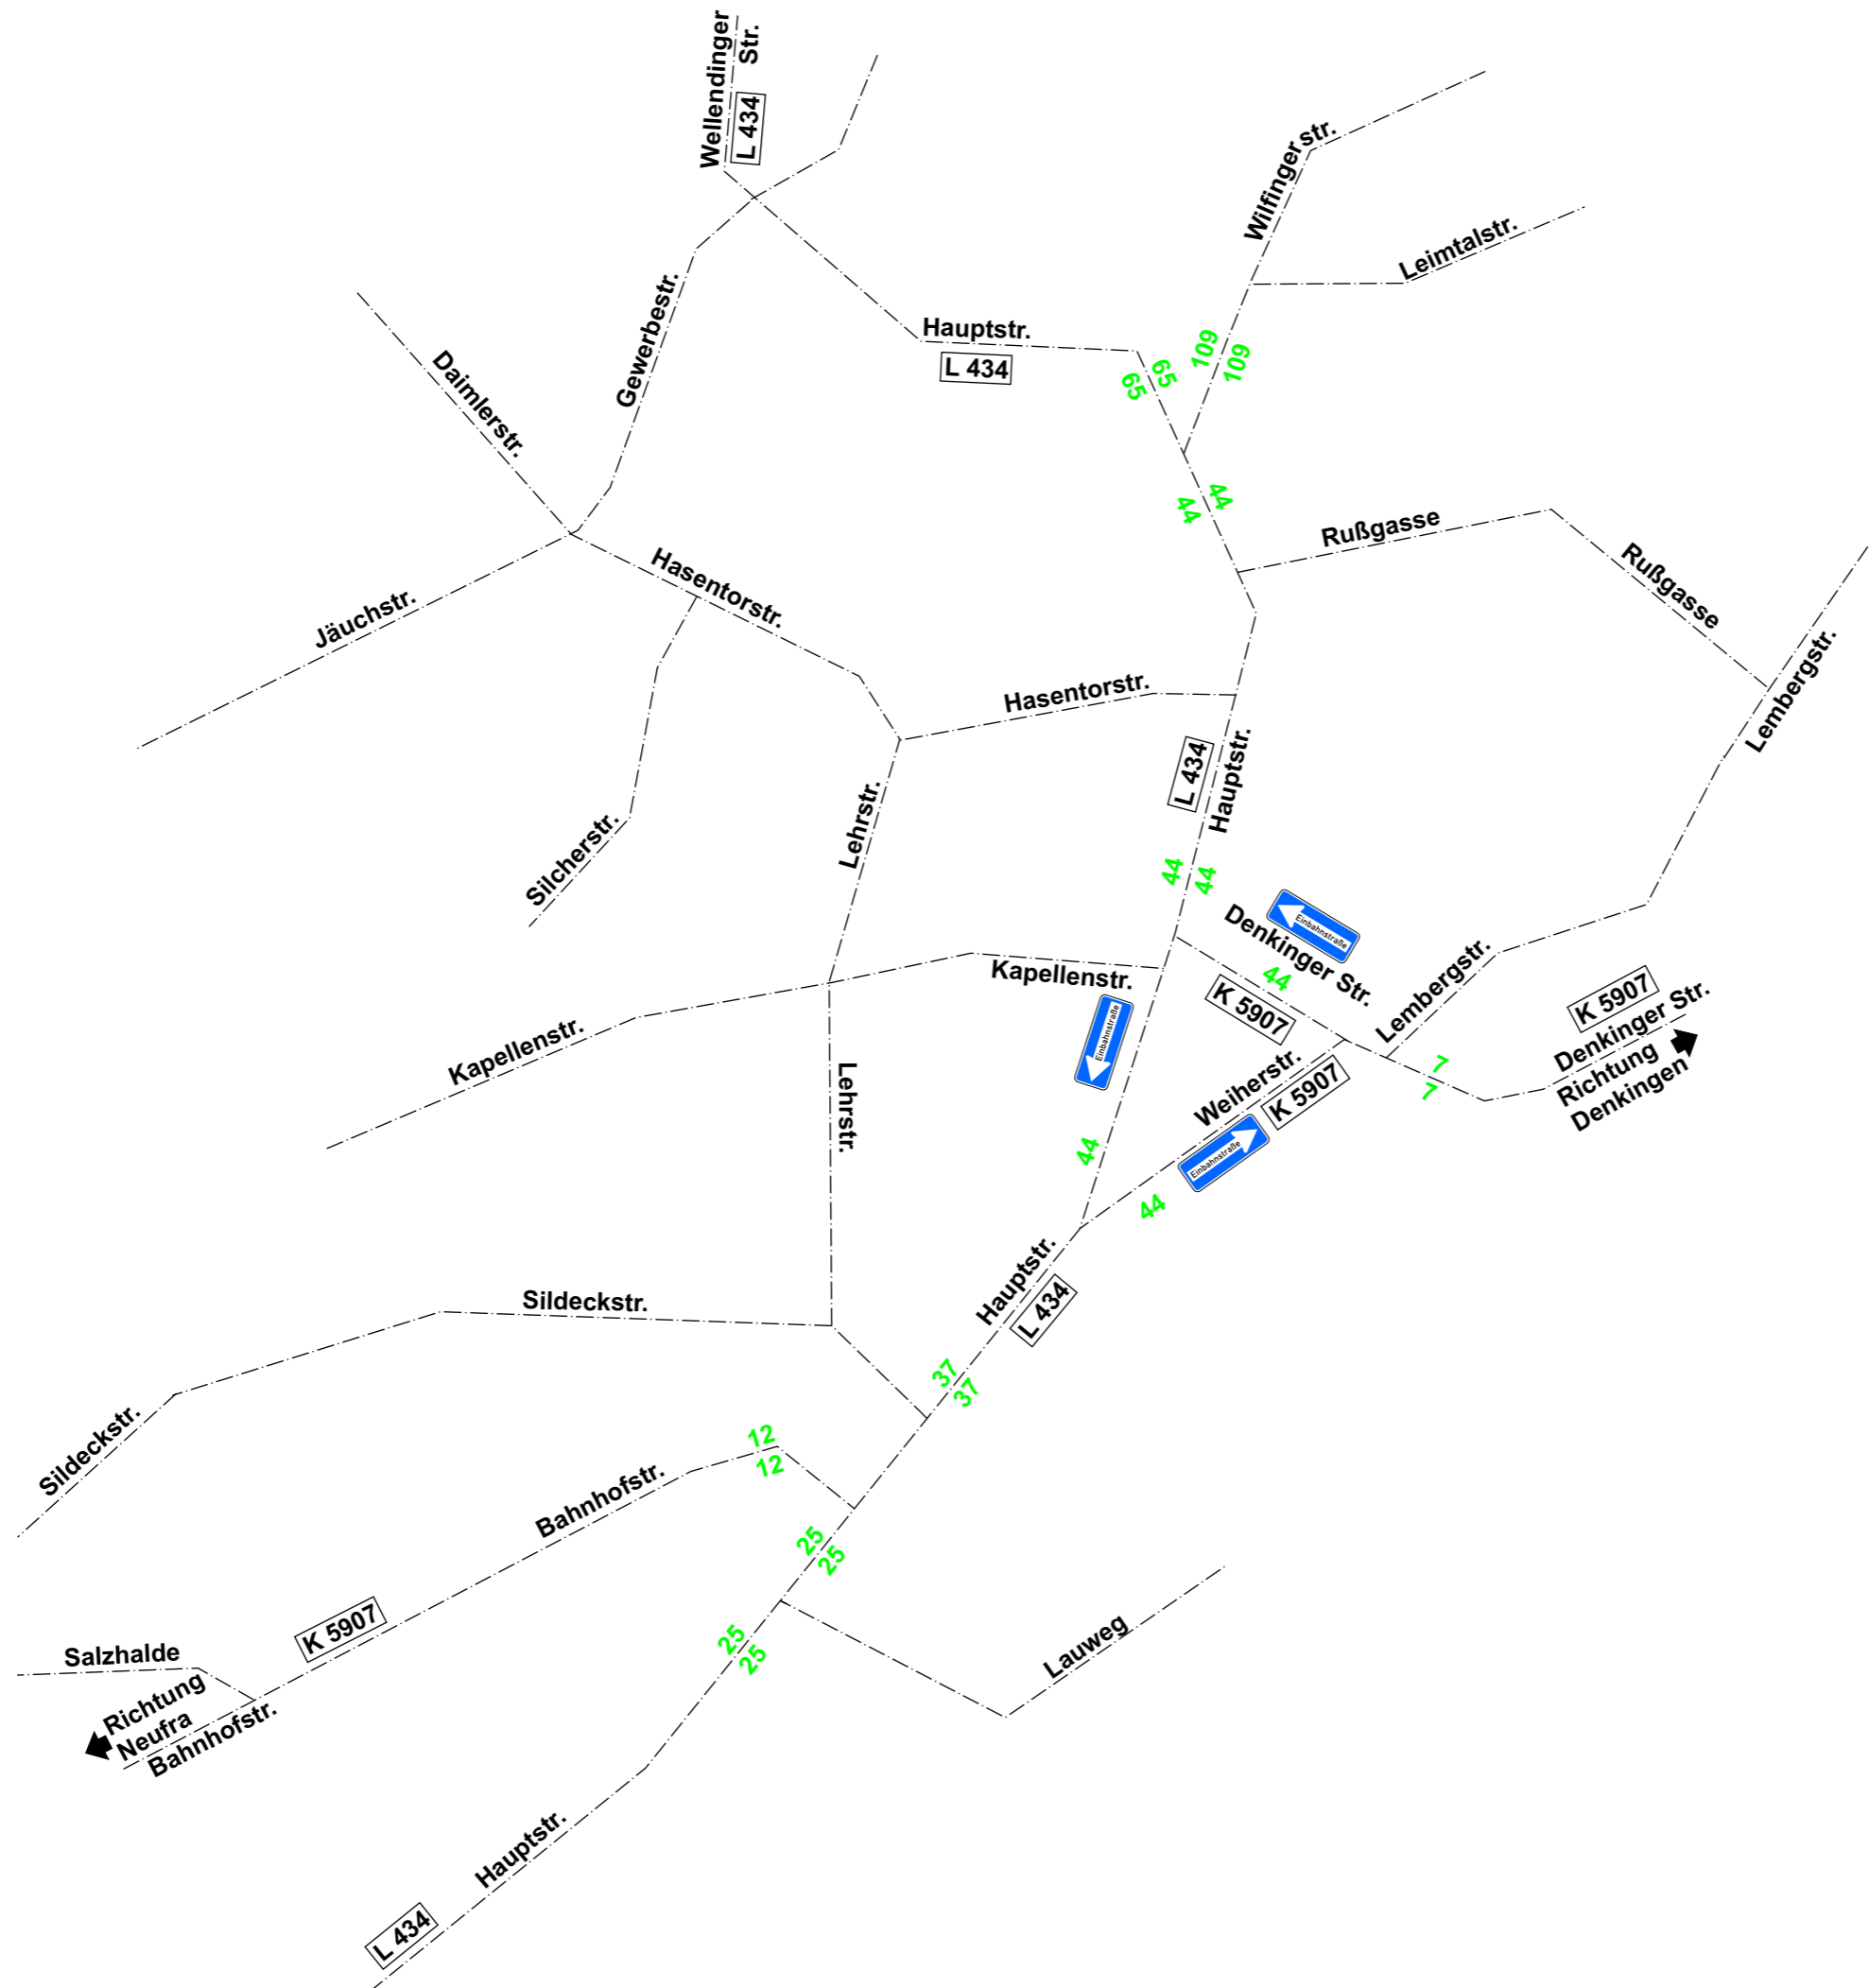 Wellendinger
Str.
L 434
Wilfingerstr.
Leimtalstr.
Gewerbestr.
Hauptstr.
L 434
109
109
65
65
Daimlerstr.
44
44
Rußgasse
Rußgasse
Hasentorstr.
Jäuchstr.
Lembergstr.
Hasentorstr.
L 434
Hauptstr.
Lehrstr.
Silcherstr.
44
44
Einbahnstraße
Denkinger Str.
44
K 5907
Kapellenstr.
Einbahnstraße
Lembergstr.
K 5907
Denkinger Str.
Richtung
Denkingen
Kapellenstr.
Lehrstr.
7
7
Weiherstr.
K 5907
Einbahnstraße
44
44
Hauptstr.
L 434
Sildeckstr.
37
37
Sildeckstr.
12
12
Bahnhofstr.
25
25
K 5907
Salzhalde
25
25
Lauweg
Richtung
Neufra
Bahnhofstr.
Hauptstr.
L 434